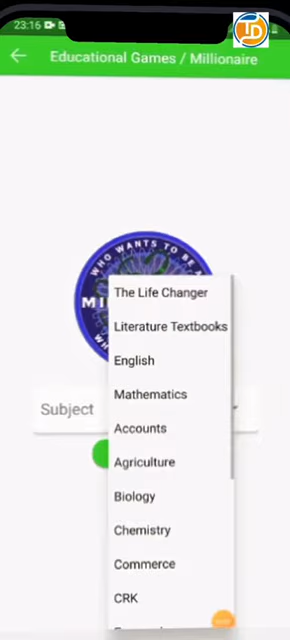 23:16
Educational Games / Millionaire
WHO WANTS TO BE A
The Life Changer
Literature Textbooks
English
Mathematics
Subject
Accounts
Agriculture
Biology
Chemistry
Commerce
CRK